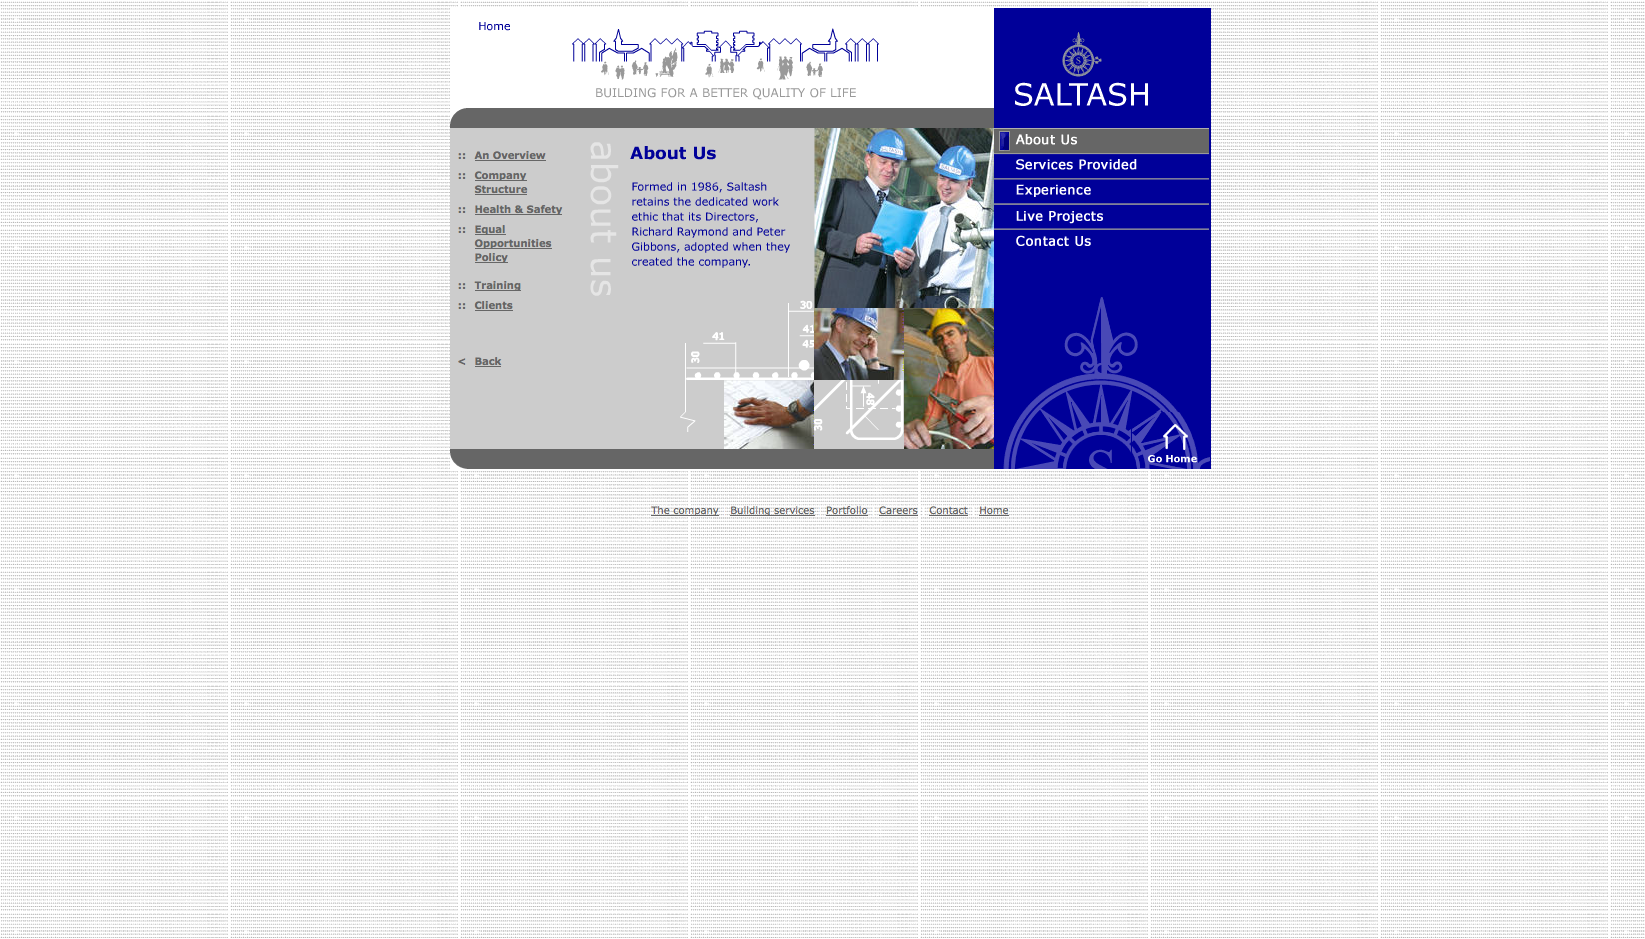 Home
BUILDING FOR A BETTER QUALITY OF LIFE
SALTASH
About Us
Services Provided
Experience
Live Projects
Contact Us
:: An Overview
:: Company
Structure
:: Health & Safety
:: Equal
Opportunities
Policy
:: Training
:: Clients
< Back
about us
About Us
Formed in 1986, Saltash
retains the dedicated work
ethic that its Directors,
Richard Raymond and Peter
Gibbons, adopted when they
created the company.
30
41
45
41
30
48
30
S
Go Home
The company Building services Portfolio Careers Contact Home